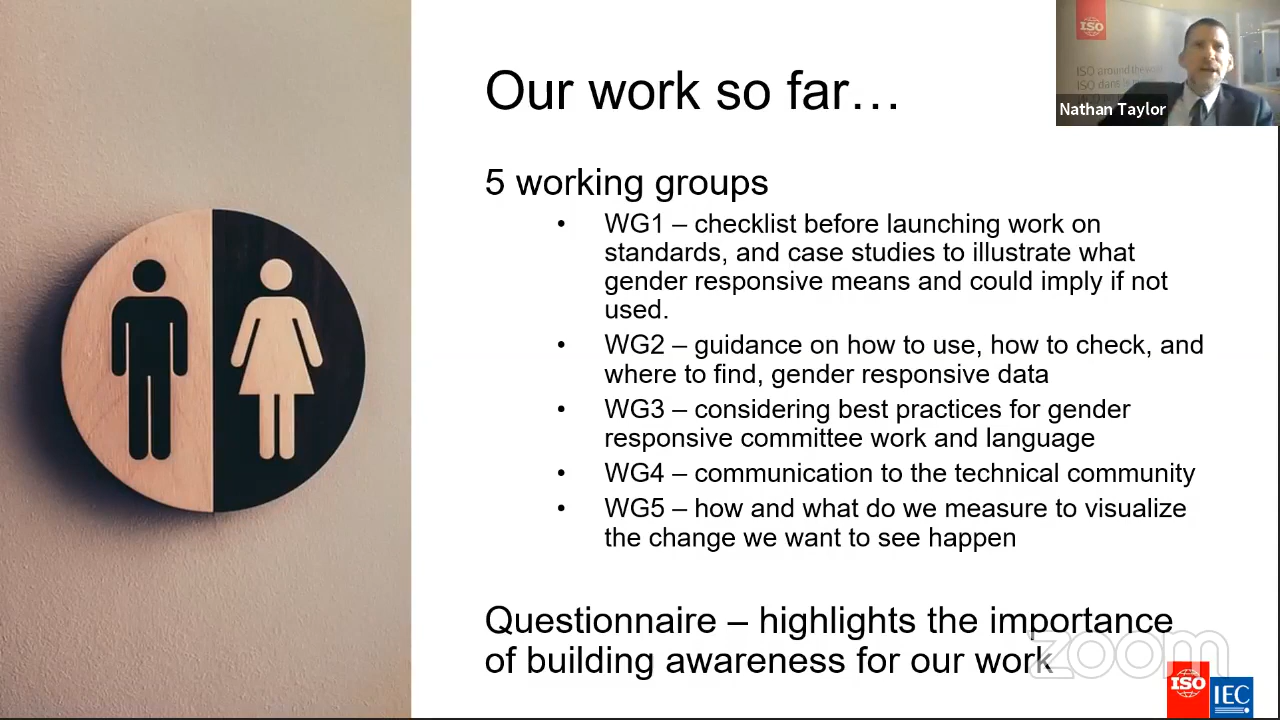 Our work so far…
ISO
ISO around the
Nathan Taylor
5 working groups
• WG1 – checklist before launching work on
standards, and case studies to illustrate what
gender responsive means and could imply if not
used.
• WG2 – guidance on how to use, how to check, and
where to find, gender responsive data
• WG3 – considering best practices for gender
responsive committee work and language
• WG4 – communication to the technical community
• WG5 – how and what do we measure to visualize
the change we want to see happen
Questionnaire – highlights the importance
of building awareness for our work
zoom
ISO
IEC